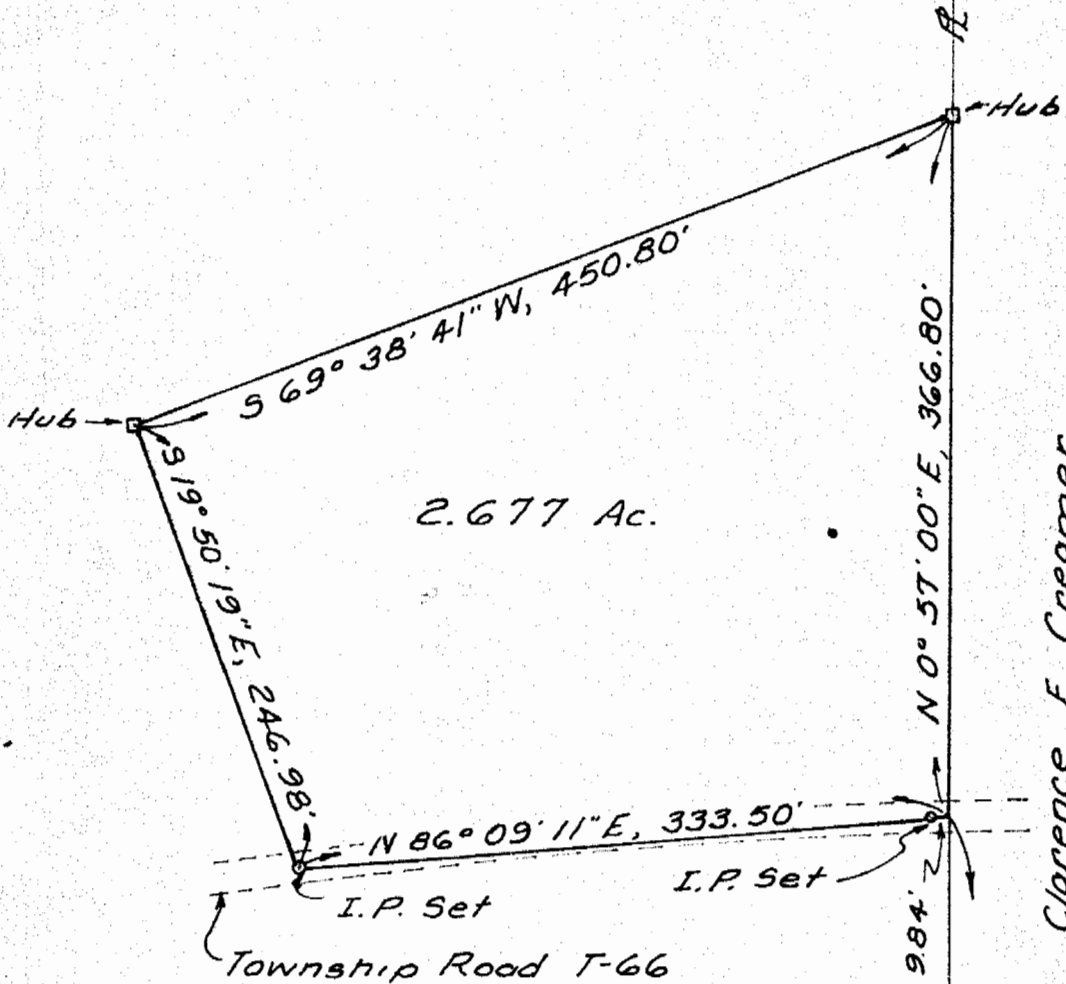 PL
Hub
S 69° 38' 41" W, 450.80'
Hub
S 19° 50' 19" E, 246.98'
2.677 Ac.
N 0° 57' 00" E, 366.80'
Clarence F. Creamer
N 86° 09' 11" E, 333.50'
I.P. Set
I.P. Set
9.84'
Township Road T-66